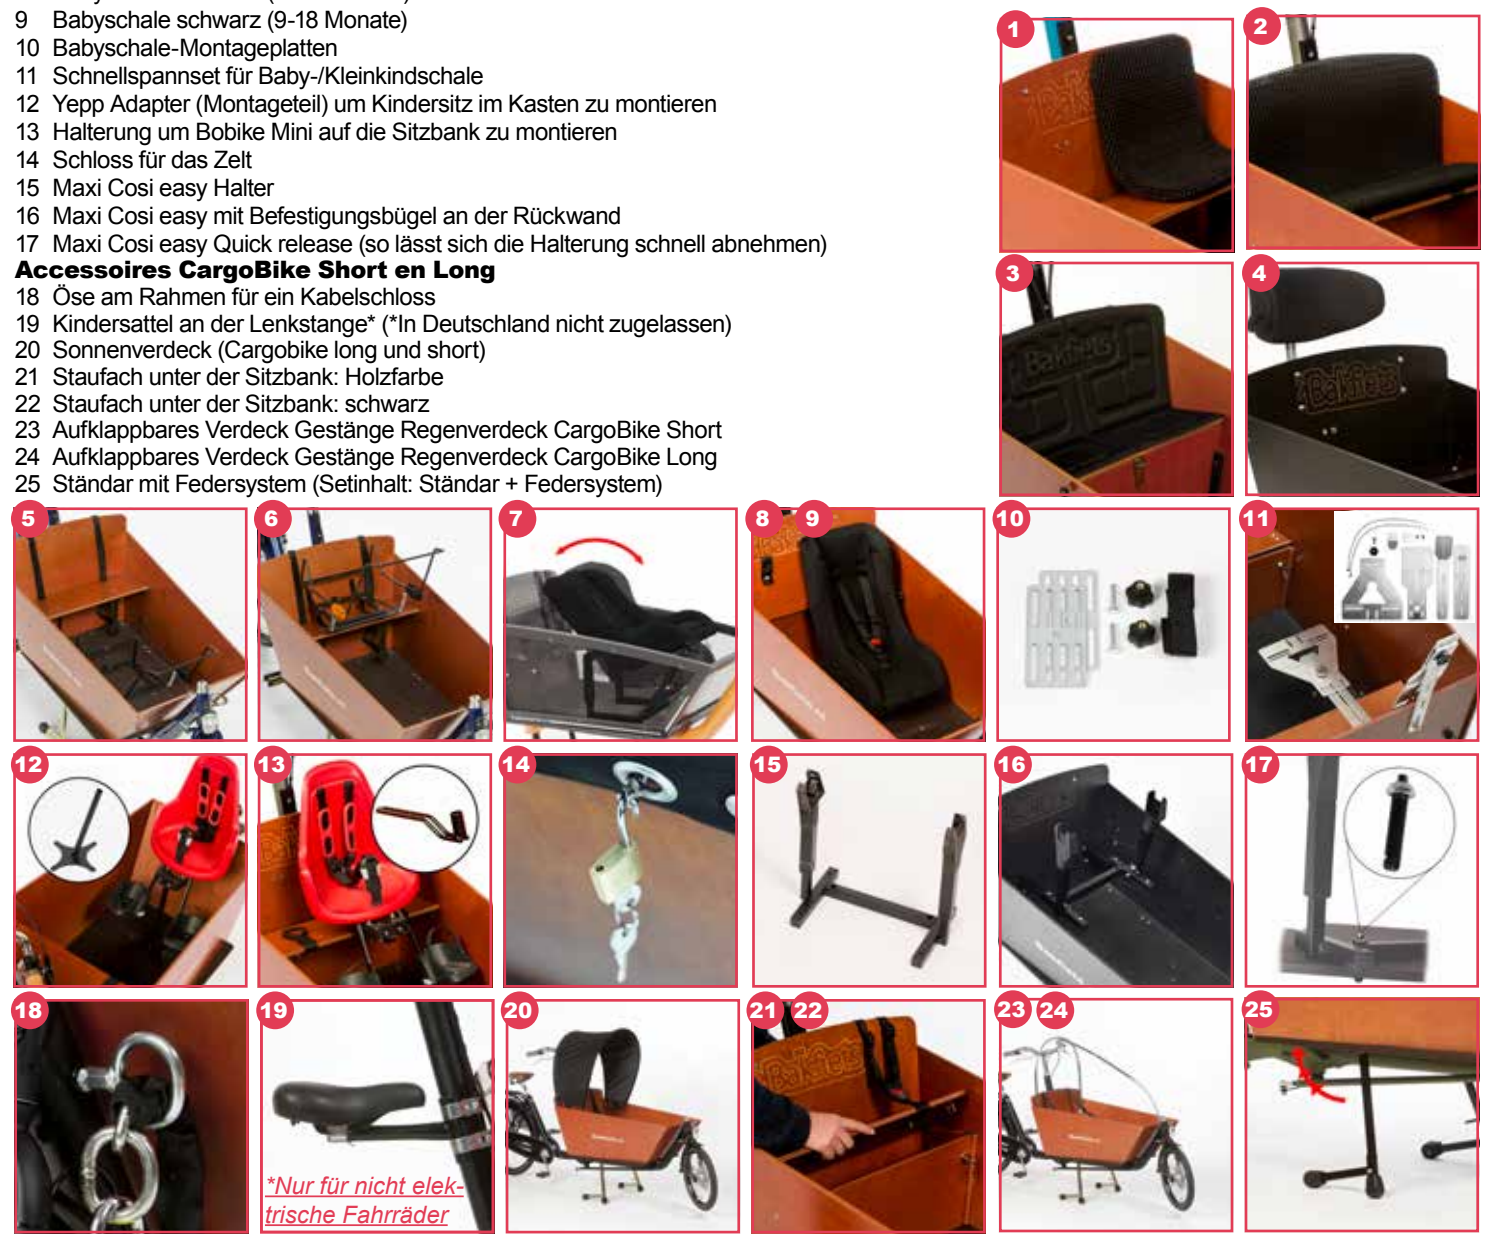 9 Babyschale schwarz (9-18 Monate)
10 Babyschale-Montageplatten
11 Schnellspannset für Baby-/Kleinkindschale
12 Yepp Adapter (Montageteil) um Kindersitz im Kasten zu montieren
13 Halterung um Bobike Mini auf die Sitzbank zu montieren
14 Schloss für das Zelt
15 Maxi Cosi easy Halter
16 Maxi Cosi easy mit Befestigungsbügel an der Rückwand
17 Maxi Cosi easy Quick release (so lässt sich die Halterung schnell abnehmen)
Accessoires CargoBike Short en Long
18 Öse am Rahmen für ein Kabelschloss
19 Kindersattel an der Lenkstange* (*In Deutschland nicht zugelassen)
20 Sonnenverdeck (Cargobike long und short)
21 Staufach unter der Sitzbank: Holzfarbe
22 Staufach unter der Sitzbank: schwarz
23 Aufklappbares Verdeck Gestänge Regenverdeck CargoBike Short
24 Aufklappbares Verdeck Gestänge Regenverdeck CargoBike Long
25 Ständar mit Federsystem (Setinhalt: Ständar + Federsystem)
1
2
3
Bakfiets
4
Bakfiets
5
6
7
8 9
10
11
12
13
14
15
16
17
18
19
*Nur für nicht elek-
trische Fahrräder
20
21 22
Bakfiets
23 24
25